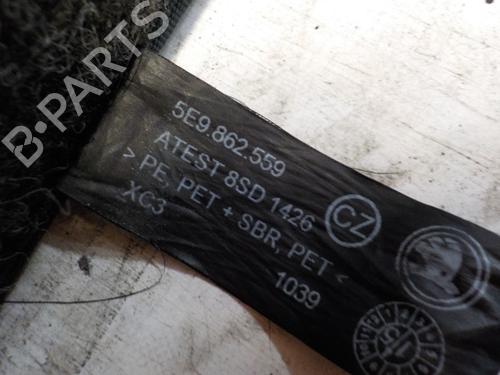 B-PARTS
5E9.862.559
ATEST 8SD 1426
> PE, PET + SBR, PET <
XC3
1039
CZ